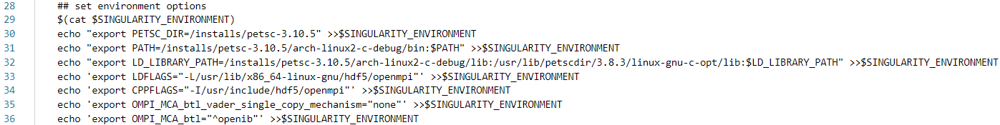 28 ## set environment options
29 $(cat $SINGULARITY_ENVIRONMENT)
30 echo "export PETSC_DIR=/installs/petsc-3.10.5" >>$SINGULARITY_ENVIRONMENT
31 echo "export PATH=/installs/petsc-3.10.5/arch-linux2-c-debug/bin:$PATH" >>$SINGULARITY_ENVIRONMENT
32 echo "export LD_LIBRARY_PATH=/installs/petsc-3.10.5/arch-linux2-c-debug/lib:/usr/lib/petscdir/3.8.3/linux-gnu-c-opt/lib:$LD_LIBRARY_PATH" >>$SINGULARITY_ENVIRONMENT
33 echo 'export LDFLAGS="-L/usr/lib/x86_64-linux-gnu/hdf5/openmpi"' >>$SINGULARITY_ENVIRONMENT
34 echo 'export CPPFLAGS="-I/usr/include/hdf5/openmpi"' >>$SINGULARITY_ENVIRONMENT
35 echo 'export OMPI_MCA_btl_vader_single_copy_mechanism="none"' >>$SINGULARITY_ENVIRONMENT
36 echo 'export OMPI_MCA_btl="^openib"' >>$SINGULARITY_ENVIRONMENT